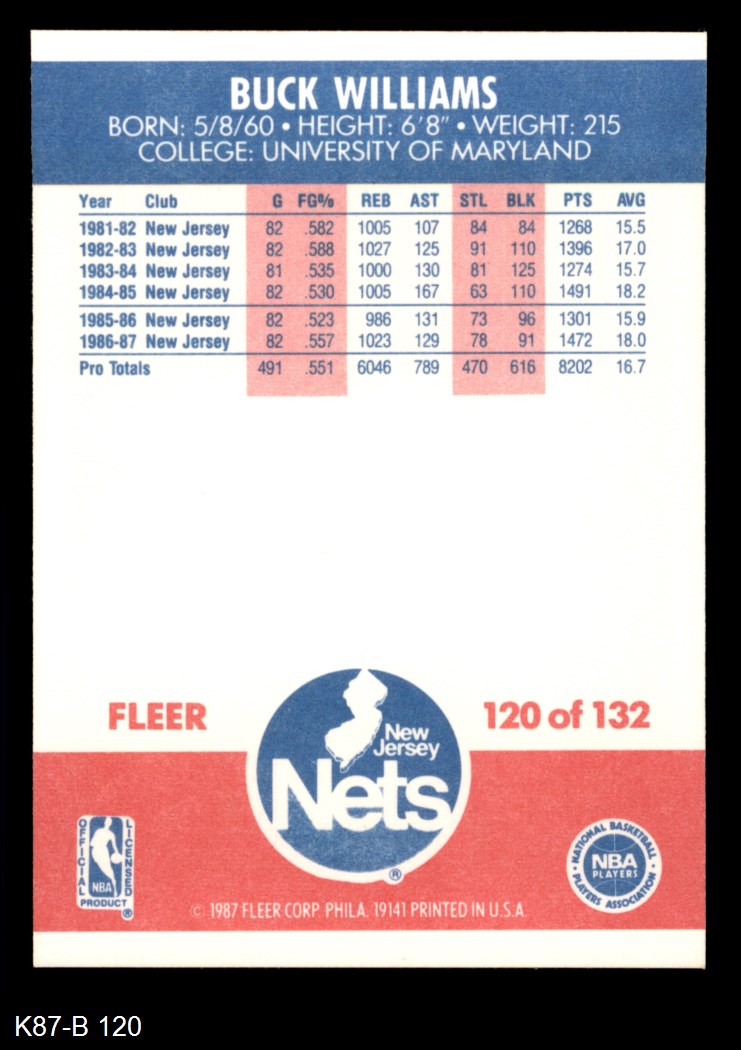 BUCK WILLIAMS
BORN: 5/8/60 • HEIGHT: 6'8" • WEIGHT: 215
COLLEGE: UNIVERSITY OF MARYLAND
Year Club G FG% REB AST STL BLK PTS AVG
1981-82 New Jersey 82 .582 1005 107 84 84 1268 15.5
1982-83 New Jersey 82 .588 1027 125 91 110 1396 17.0
1983-84 New Jersey 81 .535 1000 130 81 125 1274 15.7
1984-85 New Jersey 82 .530 1005 167 63 110 1491 18.2
1985-86 New Jersey 82 .523 986 131 73 96 1301 15.9
1986-87 New Jersey 82 .557 1023 129 78 91 1472 18.0
Pro Totals 491 .551 6046 789 470 616 8202 16.7
FLEER
120 of 132
New
Jersey
Nets
®
OFFICIAL
LICENSED
NBA
PRODUCT
®
NATIONAL BASKETBALL
NBA
PLAYERS
PLAYERS ASSOCIATION
© 1987 FLEER CORP. PHILA. 19141 PRINTED IN U.S.A.
K87-B 120